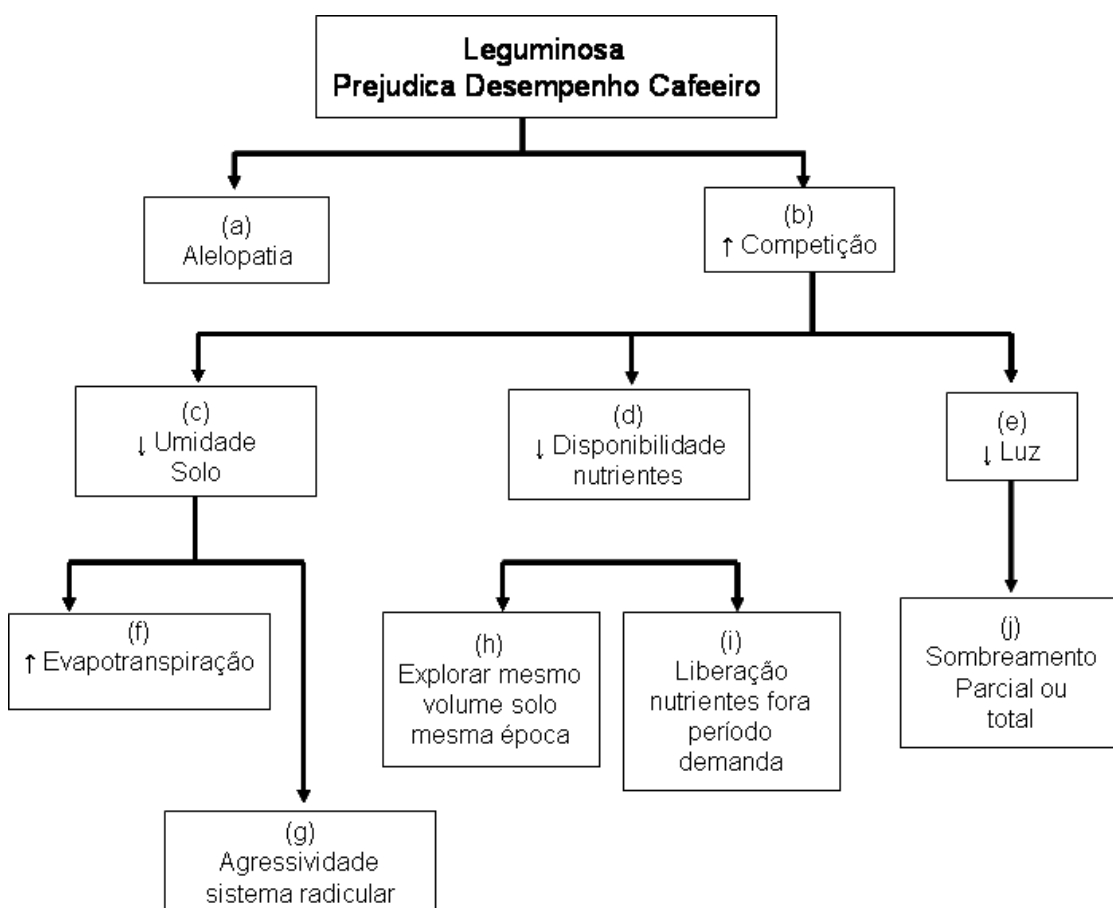 Leguminosa
Prejudica Desempenho Cafeeiro
(a)
Alelopatia
(b)
↑ Competição
(c)
↓ Umidade
Solo
(d)
↓ Disponibilidade
nutrientes
(e)
↓ Luz
(f)
↑ Evapotranspiração
(h)
Explorar mesmo
volume solo
mesma época
(i)
Liberação
nutrientes fora
período
demanda
(j)
Sombreamento
Parcial ou
total
(g)
Agressividade
sistema radicular